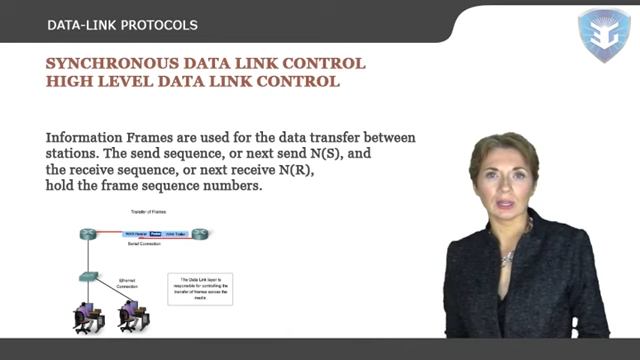 DATA-LINK PROTOCOLS
SYNCHRONOUS DATA LINK CONTROL
HIGH LEVEL DATA LINK CONTROL
Information Frames are used for the data transfer between
stations. The send sequence, or next send N(S), and
the receive sequence, or next receive N(R),
hold the frame sequence numbers.
Transfer of Frames
Serial Connection
Ethernet
Connection
The Data Link layer is
responsible for controlling the
transfer of frames across the
media